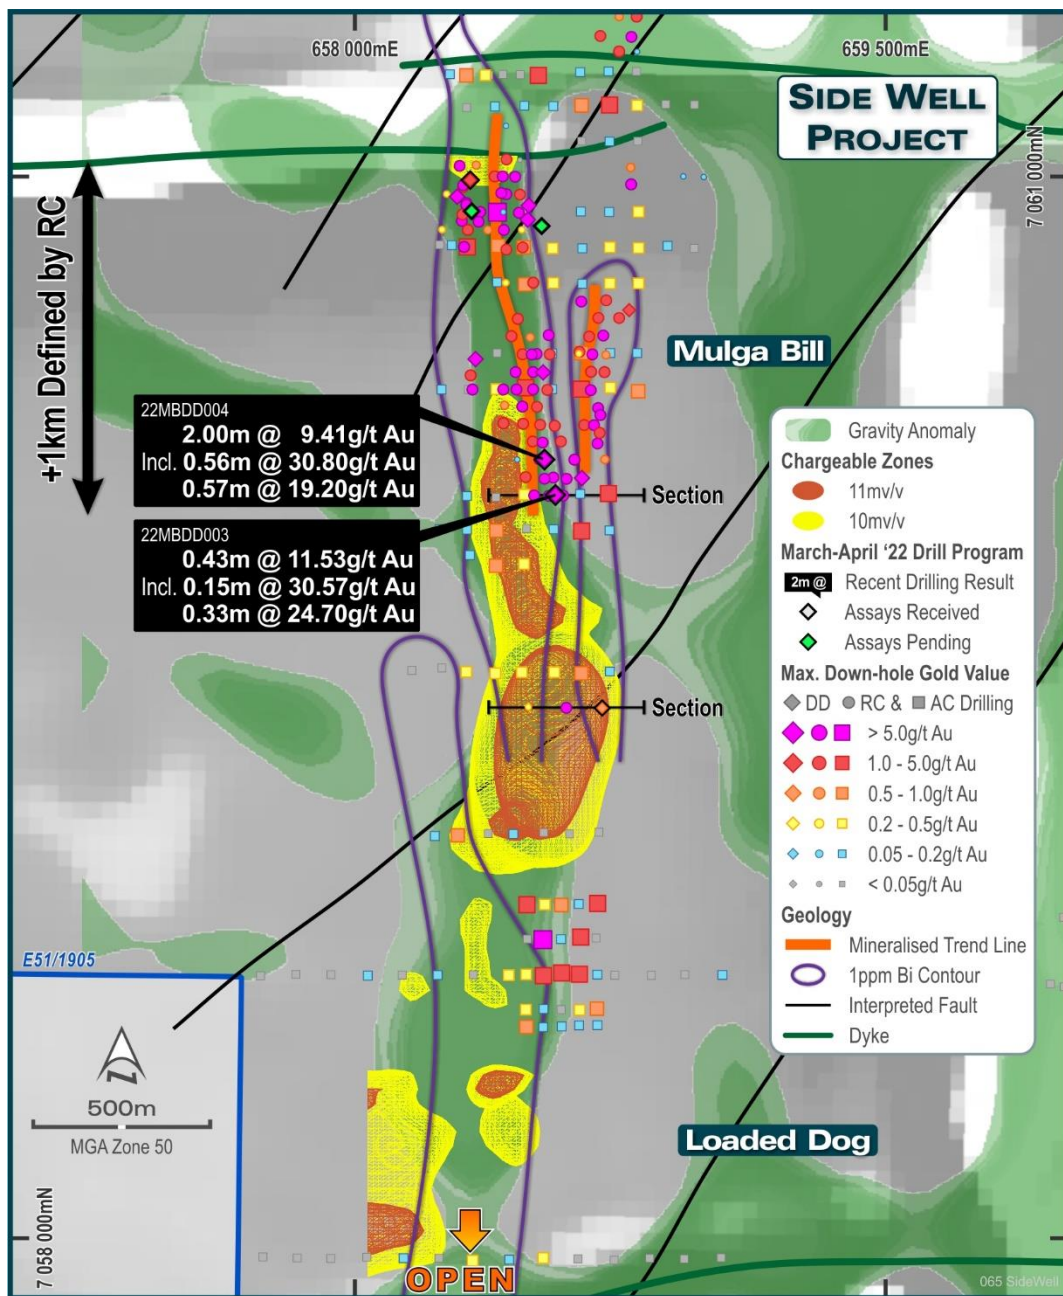 658 000mE
659 500mE
SIDE WELL
PROJECT
7 061 000mN
+1km Defined by RC
Mulga Bill
22MBDD004
2.00m @ 9.41g/t Au
Incl. 0.56m @ 30.80g/t Au
0.57m @ 19.20g/t Au
Section
22MBDD003
0.43m @ 11.53g/t Au
Incl. 0.15m @ 30.57g/t Au
0.33m @ 24.70g/t Au
Section
Gravity Anomaly
Chargeable Zones
11mv/v
10mv/v
March-April ‘22 Drill Program
2m @ Recent Drilling Result
Assays Received
Assays Pending
Max. Down-hole Gold Value
DD RC & AC Drilling
> 5.0g/t Au
1.0 - 5.0g/t Au
0.5 - 1.0g/t Au
0.2 - 0.5g/t Au
0.05 - 0.2g/t Au
< 0.05g/t Au
Geology
Mineralised Trend Line
1ppm Bi Contour
Interpreted Fault
Dyke
E51/1905
N
500m
MGA Zone 50
Loaded Dog
7 058 000mN
OPEN
065 SideWell